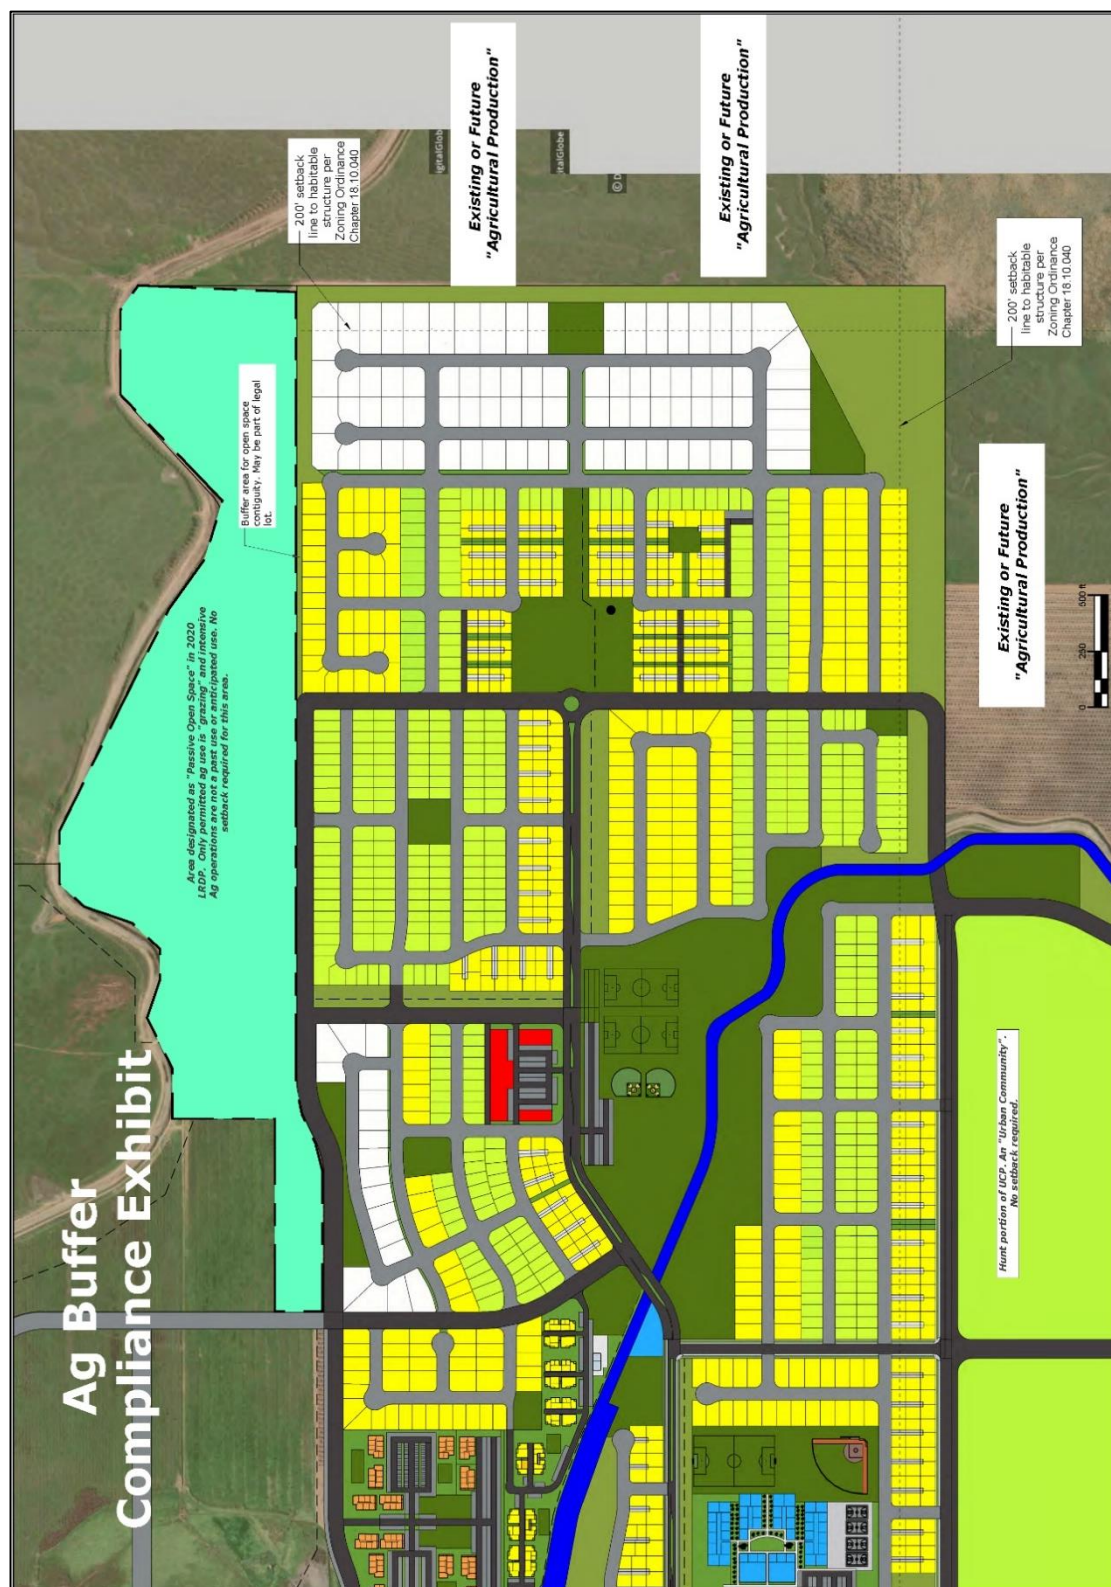 Ag Buffer
Compliance Exhibit
Existing or Future
"Agricultural Production"
Existing or Future
"Agricultural Production"
igitalGlobe
italGlobe
© D
200' setback
line to habitable
structure per
Zoning Ordinance
Chapter 18.10.040
200' setback
line to habitable
structure per
Zoning Ordinance
Chapter 18.10.040
Buffer area for open space
contiguity. May be part of legal
lot.
Existing or Future
"Agricultural Production"
Area designated as "Passive Open Space" in 2020
LRDP. Only permitted ag use is "grazing" and intensive
Ag operations are not a past use or anticipated use. No
setback required for this area.
0 250 500 ft
Hunt portion of UCP. An "Urban Community".
No setback required.